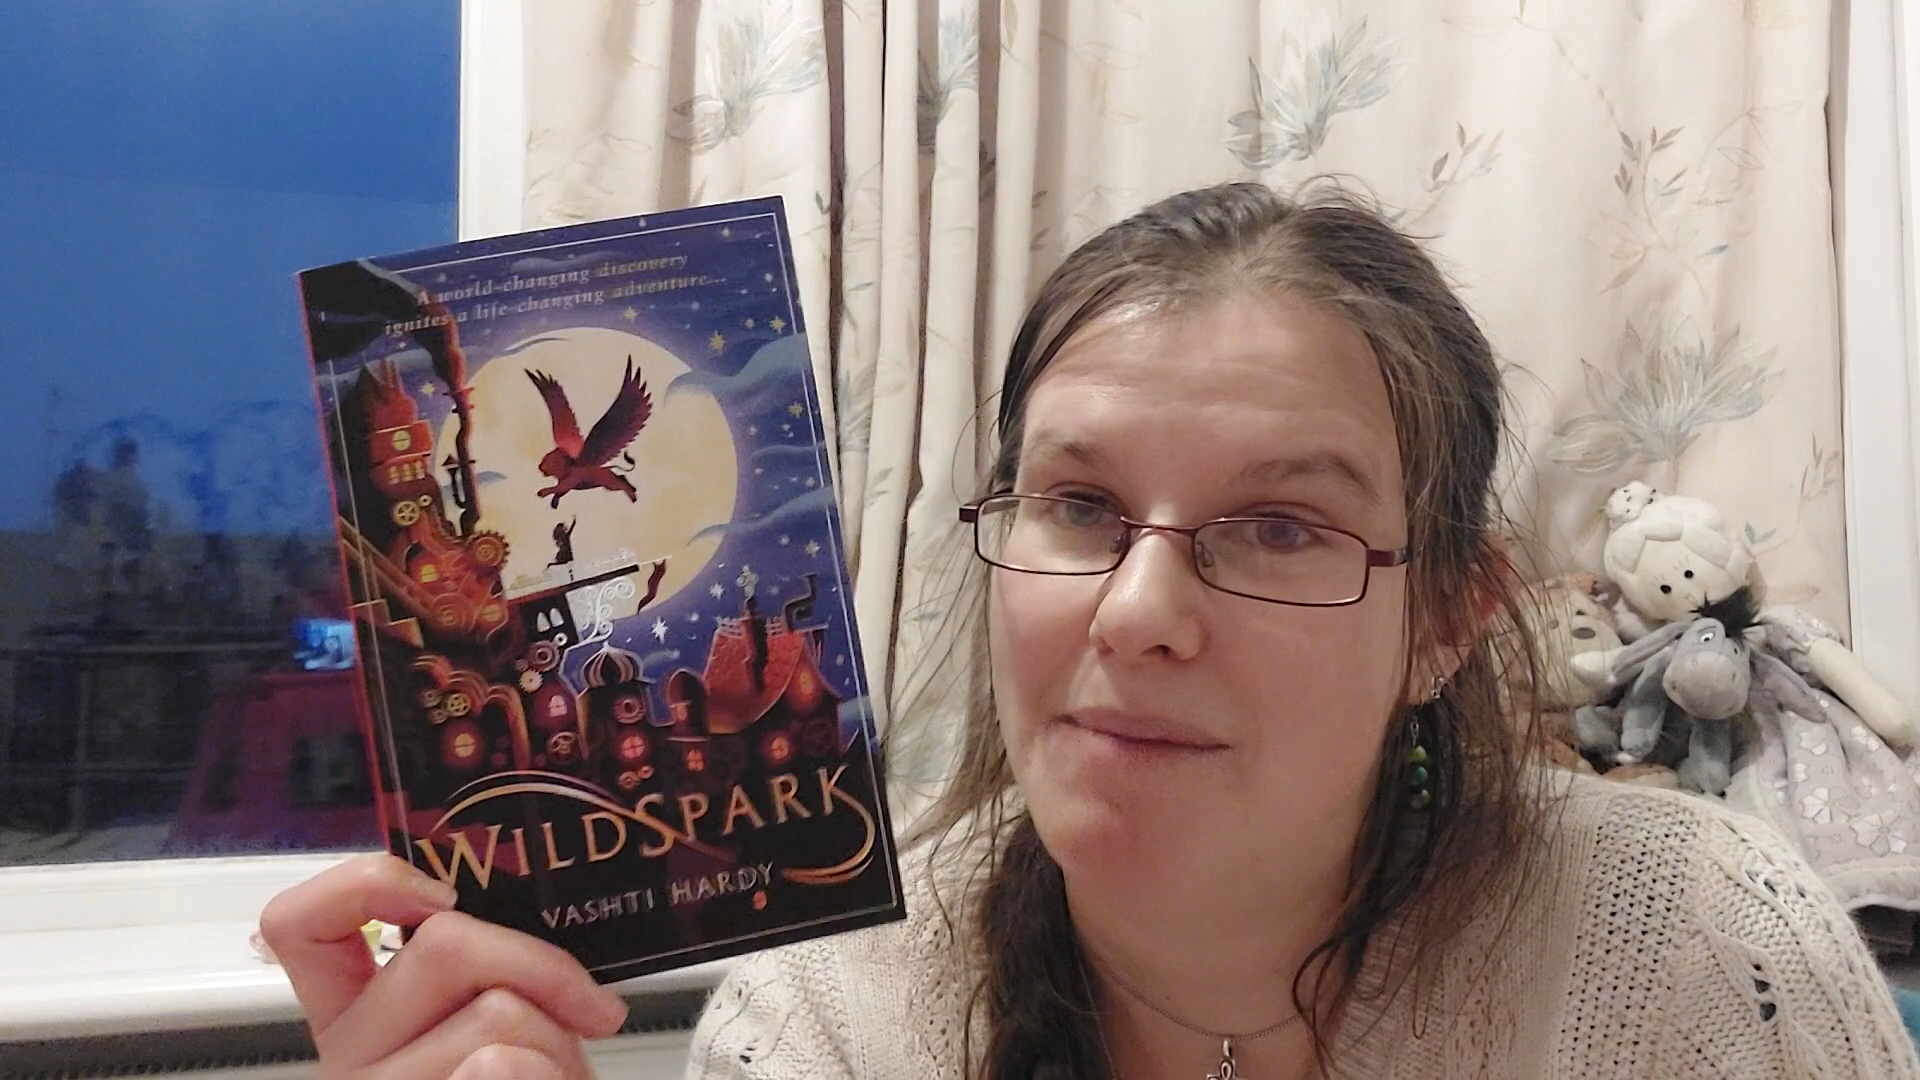 A world-changing discovery
ignites a life-changing adventure...
WILDSPARK
VASHTI HARDY